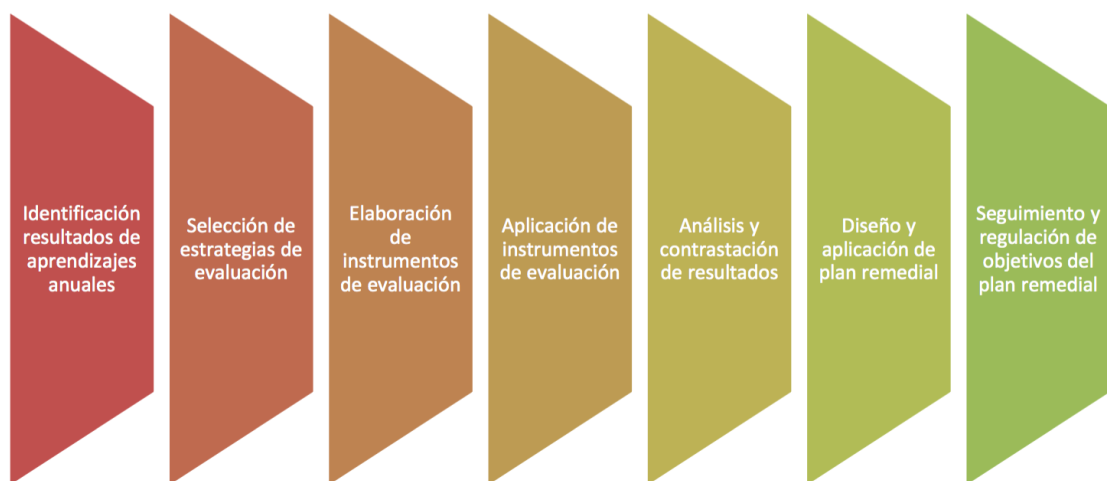 Identificación
resultados de
aprendizajes
anuales
Selección de
estrategias de
evaluación
Elaboración
de
instrumentos
de evaluación
Aplicación de
instrumentos
de evaluación
Análisis y
contrastación
de resultados
Diseño y
aplicación de
plan remedial
Seguimiento y
regulación de
objetivos del
plan remedial